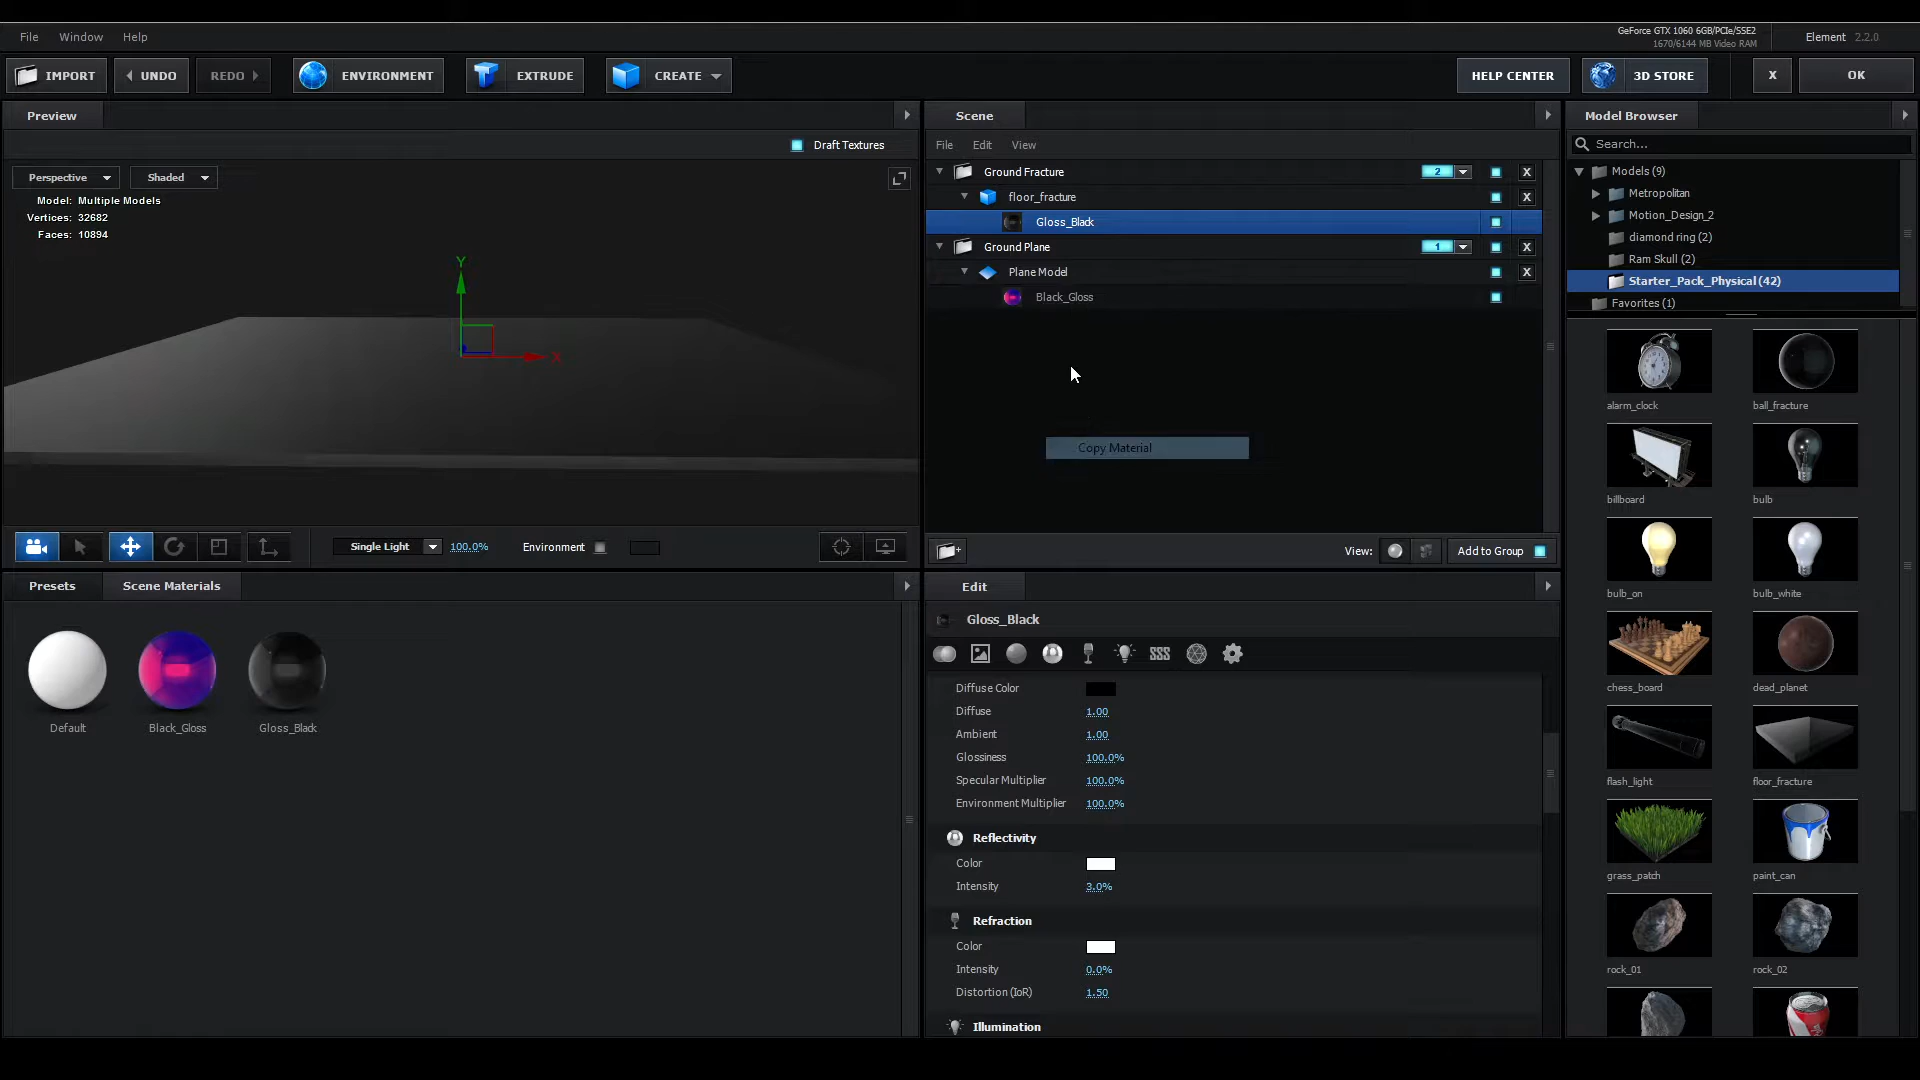 File Window Help
GeForce GTX 1060 6GB/PCIe/SSE2
1670/6144 MB Video RAM
Element 2.2.0
IMPORT UNDO REDO ENVIRONMENT EXTRUDE CREATE HELP CENTER 3D STORE X OK
Preview
Draft Textures
Perspective Shaded
Model: Multiple Models
Vertices: 32682
Faces: 10894
Y
X
Single Light 100.0% Environment
Scene
File Edit View
Ground Fracture 2 X
floor_fracture X
Gloss_Black
Ground Plane 1 X
Plane Model X
Black_Gloss
Copy Material
View: Add to Group
Model Browser
Search...
Models (9)
Metropolitan
Motion_Design_2
diamond ring (2)
Ram Skull (2)
Starter_Pack_Physical (42)
Favorites (1)
alarm_clock ball_fracture
billboard bulb
bulb_on bulb_white
chess_board dead_planet
flash_light floor_fracture
grass_patch paint_can
rock_01 rock_02
Presets Scene Materials
Default Black_Gloss Gloss_Black
Edit
Gloss_Black
Diffuse Color
Diffuse 1.00
Ambient 1.00
Glossiness 100.0%
Specular Multiplier 100.0%
Environment Multiplier 100.0%
Reflectivity
Color
Intensity 3.0%
Refraction
Color
Intensity 0.0%
Distortion (IoR) 1.50
Illumination